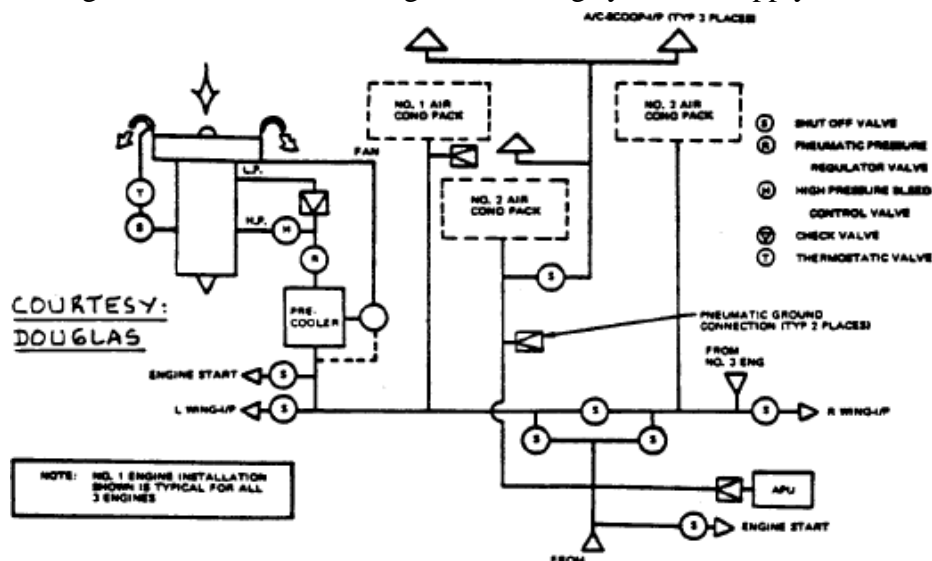 A/C-SCOOP-I/P (TYP 3 PLACES)
NO. 1 AIR
COND PACK
NO. 3 AIR
COND PACK
NO. 2 AIR
COND PACK
FAN
L.P.
H.P.
T
S
H
R
PRE-
COOLER
S SHUT OFF VALVE
R PNEUMATIC PRESSURE
REGULATOR VALVE
H HIGH PRESSURE BLEED
CONTROL VALVE
CHECK VALVE
T THERMOSTATIC VALVE
COURTESY:
DOUGLAS
S
PNEUMATIC GROUND
CONNECTION (TYP 2 PLACES)
FROM
NO. 3 ENG
ENGINE START
S
L WING-I/P
S
S
S
R WING-I/P
S
S
NOTE: NO. 1 ENGINE INSTALLATION
SHOWN IS TYPICAL FOR ALL
3 ENGINES
APU
S
ENGINE START
FROM